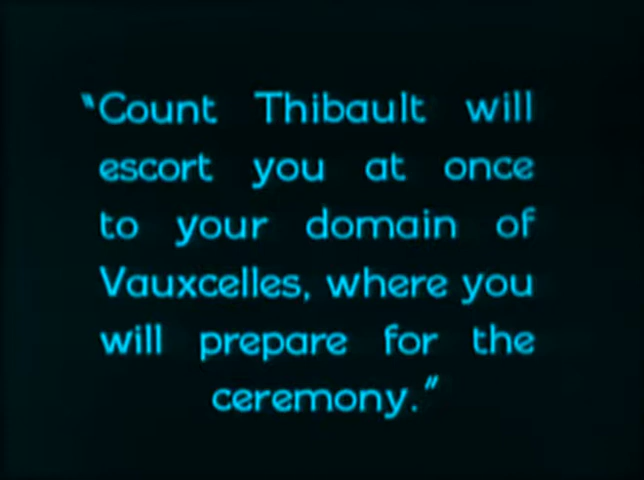 "Count Thibault will
escort you at once
to your domain of
Vauxcelles, where you
will prepare for the
ceremony."